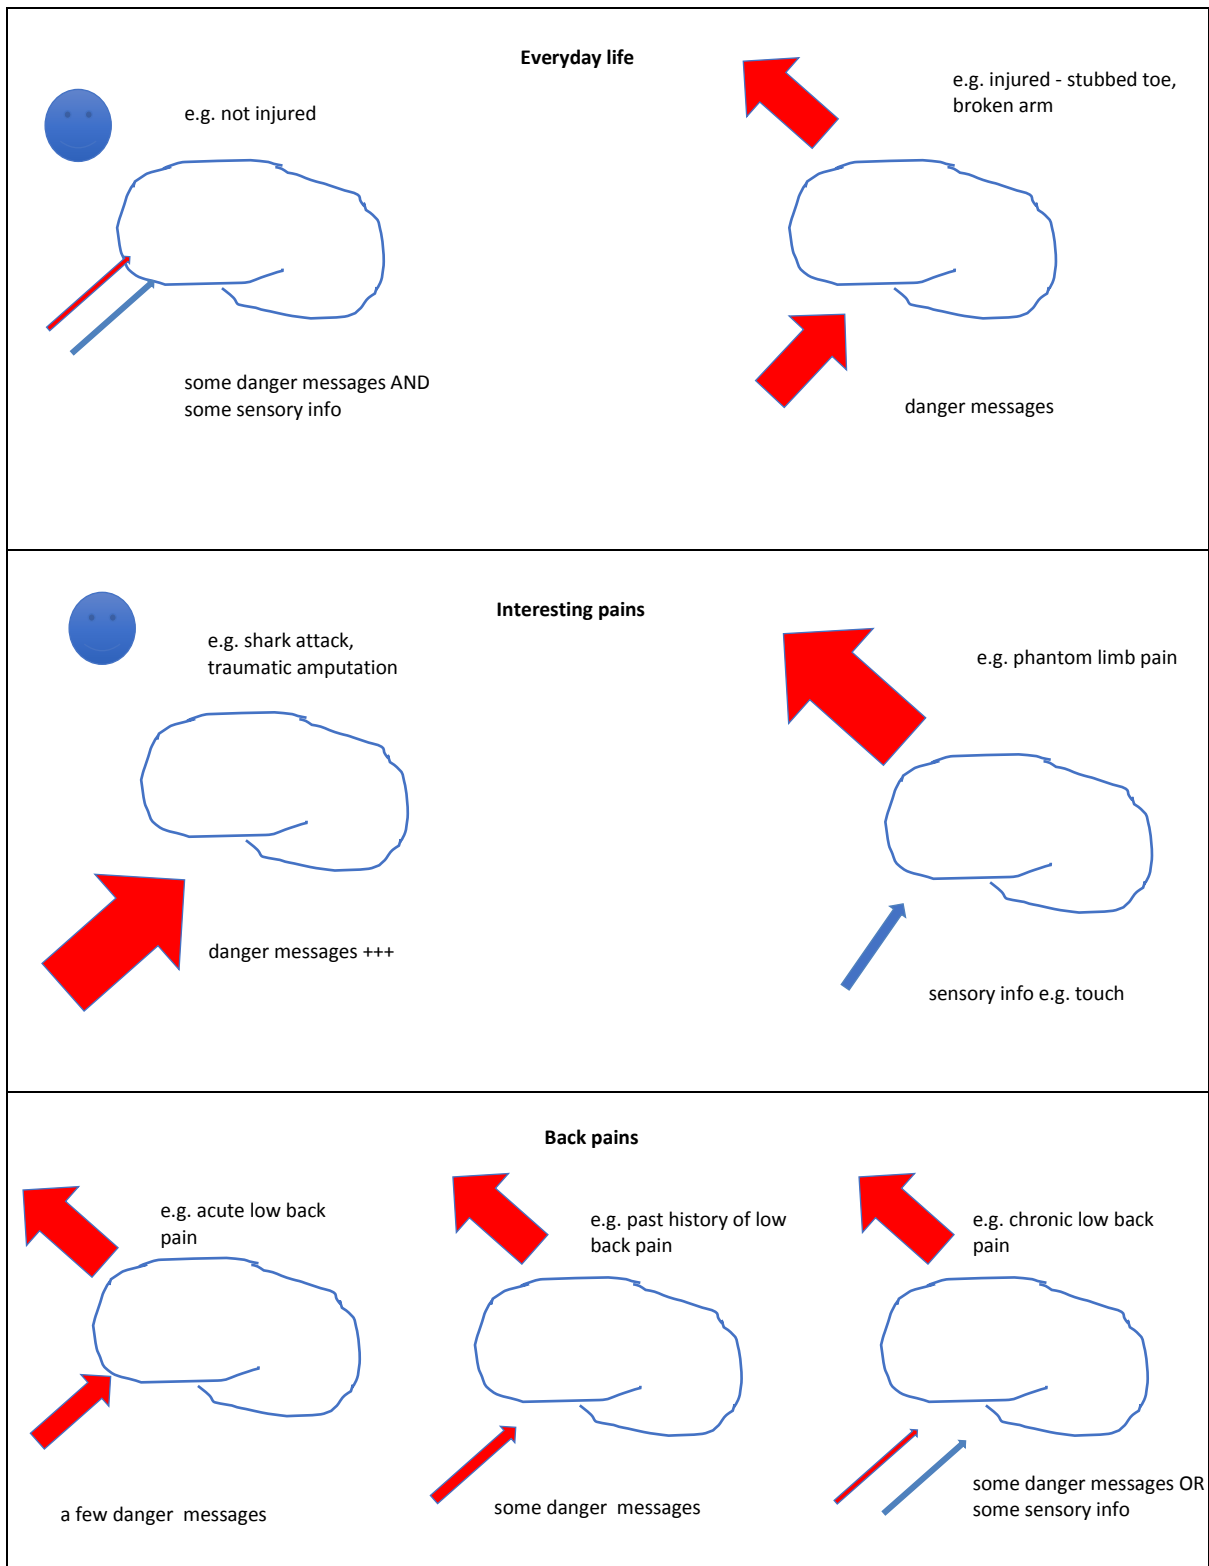 Everyday life
e.g. not injured
e.g. injured - stubbed toe,
broken arm
some danger messages AND
some sensory info
danger messages
Interesting pains
e.g. shark attack,
traumatic amputation
e.g. phantom limb pain
danger messages +++
sensory info e.g. touch
Back pains
e.g. acute low back
pain
e.g. past history of low
back pain
e.g. chronic low back
pain
a few danger  messages
some danger  messages
some danger messages OR
some sensory info